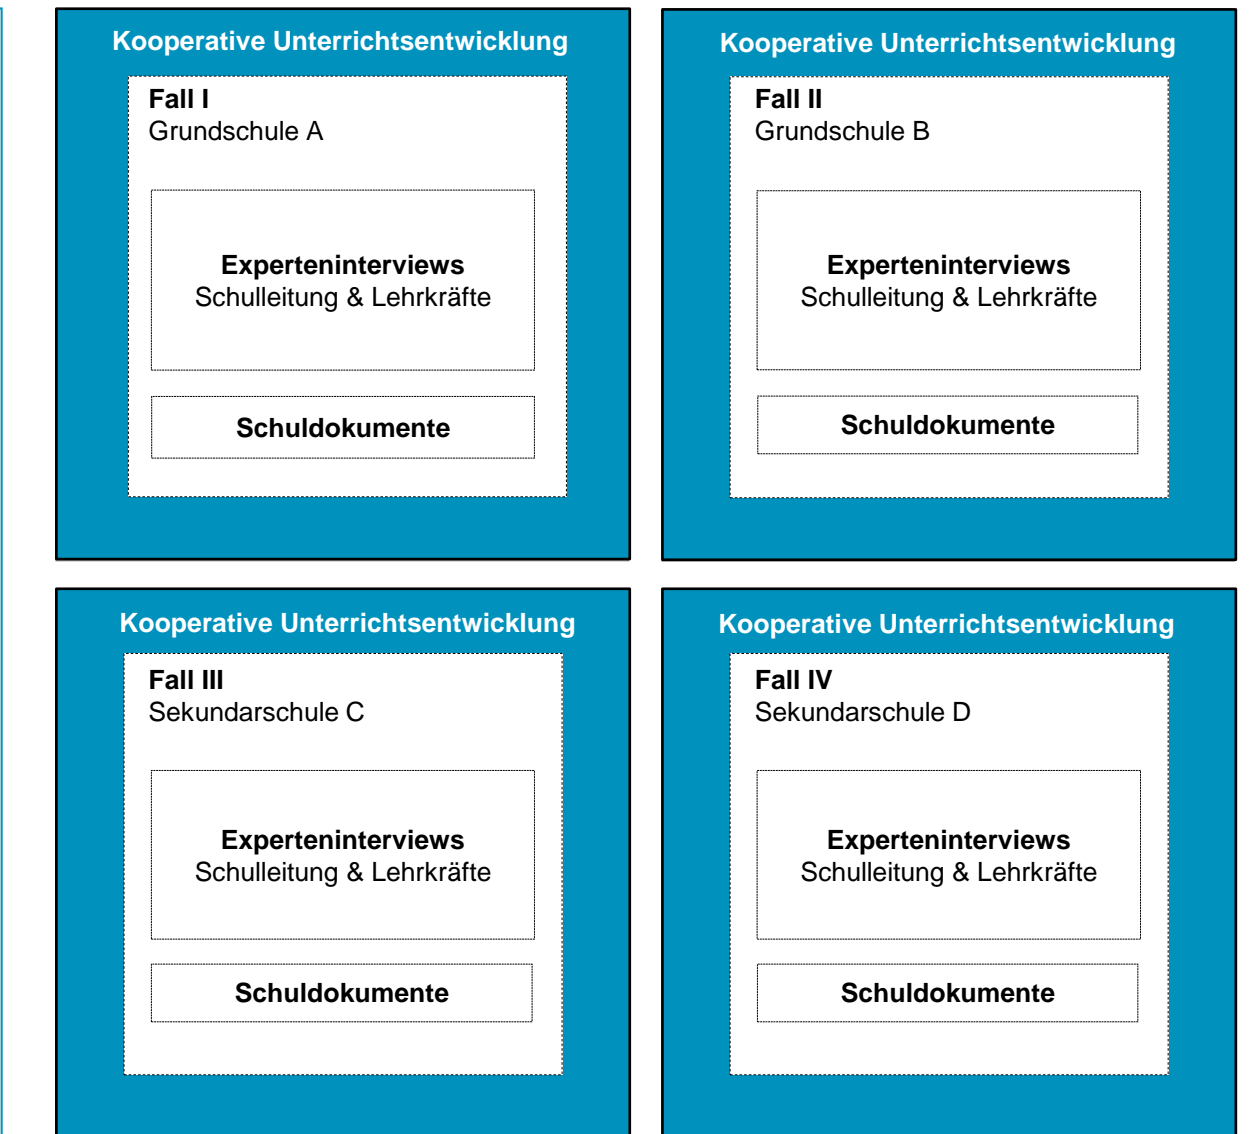 Kooperative Unterrichtsentwicklung
Fall I
Grundschule A
Experteninterviews
Schulleitung & Lehrkräfte
Schuldokumente
Kooperative Unterrichtsentwicklung
Fall II
Grundschule B
Experteninterviews
Schulleitung & Lehrkräfte
Schuldokumente
Kooperative Unterrichtsentwicklung
Fall III
Sekundarschule C
Experteninterviews
Schulleitung & Lehrkräfte
Schuldokumente
Kooperative Unterrichtsentwicklung
Fall IV
Sekundarschule D
Experteninterviews
Schulleitung & Lehrkräfte
Schuldokumente